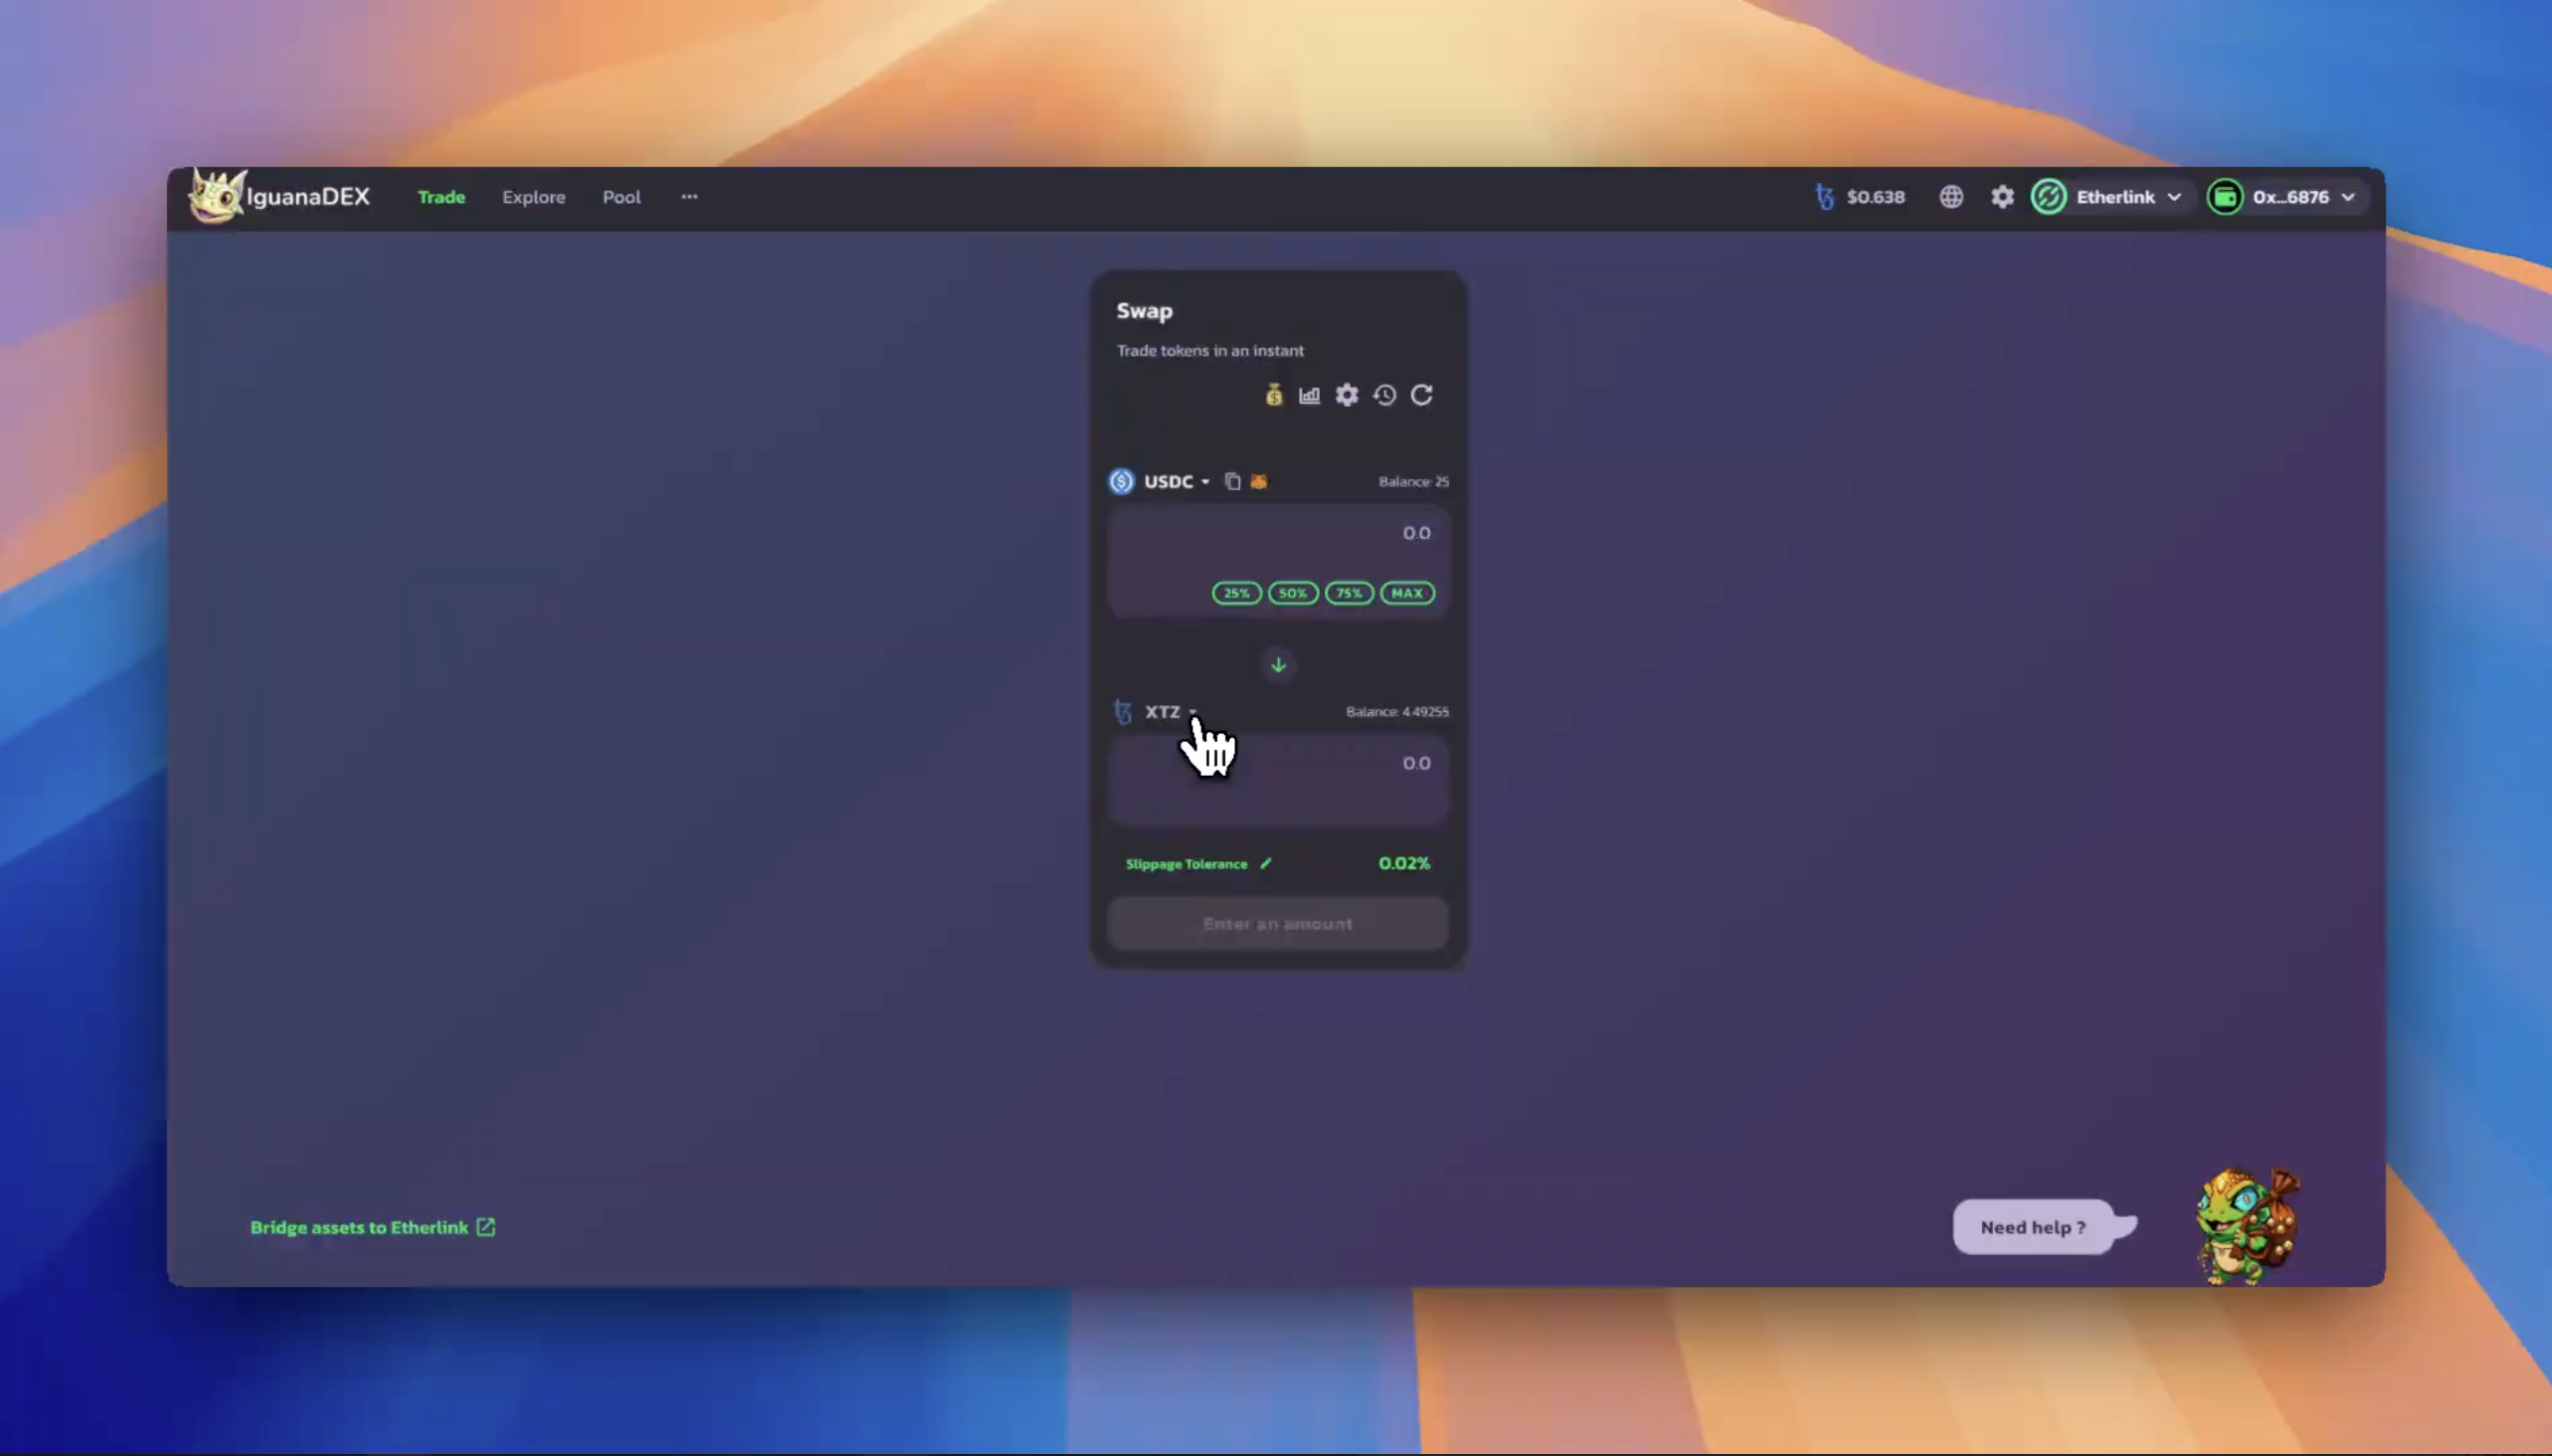 IguanaDEX Trade Explore Pool ··· $0.638 Etherlink 0x...6876
Swap
Trade tokens in an instant
USDC Balance: 25
0.0
25% 50% 75% MAX
XTZ Balance: 4.49255
0.0
Slippage Tolerance 0.02%
Enter an amount
Bridge assets to Etherlink
Need help ?